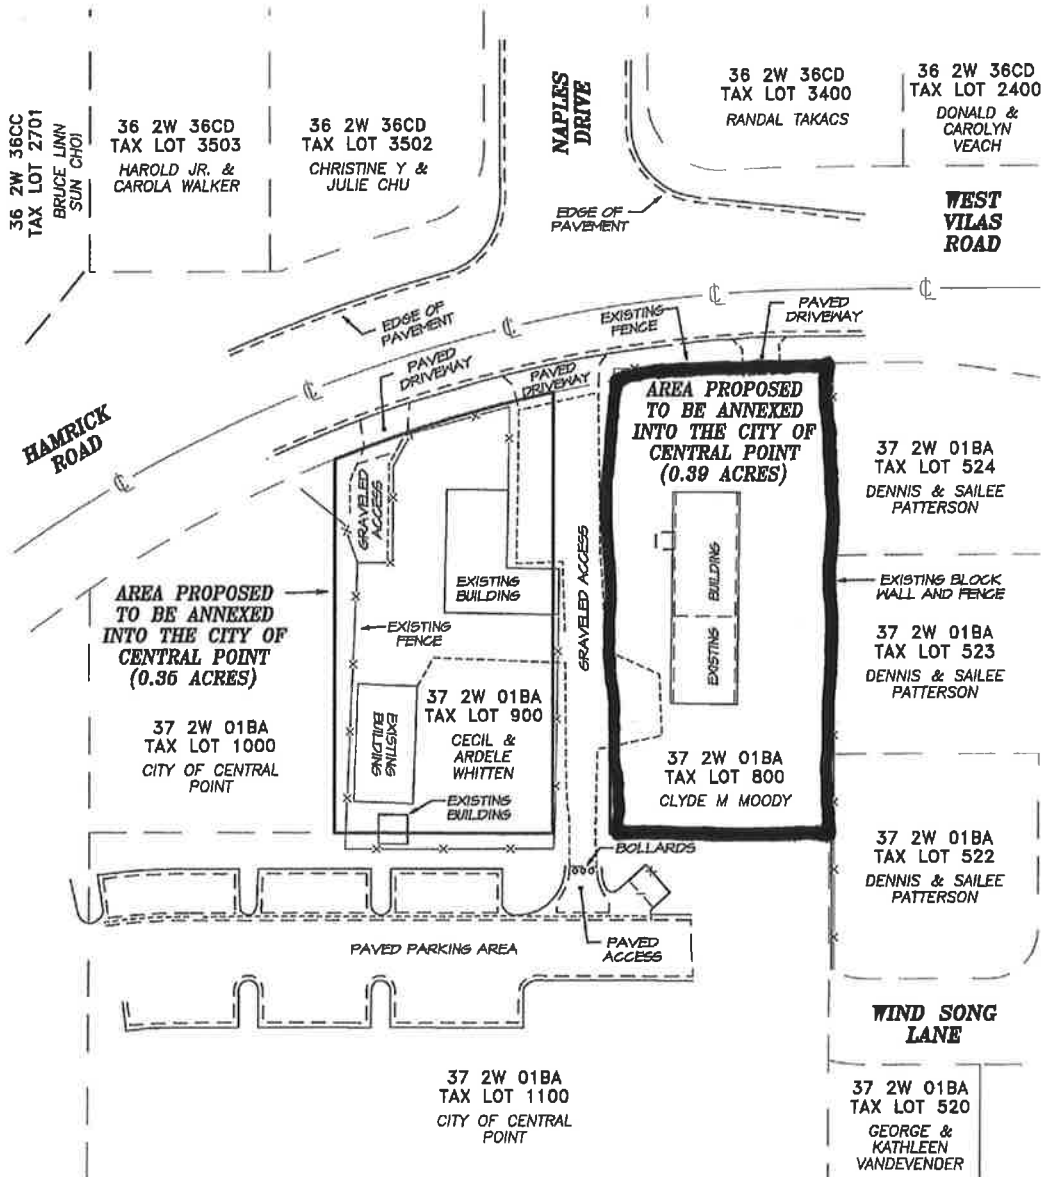 36 2W 36CC
TAX LOT 2701
BRUCE LINN
SUN CHOI
36 2W 36CD
TAX LOT 3503
HAROLD JR. &
CAROLA WALKER
36 2W 36CD
TAX LOT 3502
CHRISTINE Y &
JULIE CHU
NAPLES
DRIVE
36 2W 36CD
TAX LOT 3400
RANDAL TAKACS
36 2W 36CD
TAX LOT 2400
DONALD &
CAROLYN
VEACH
EDGE OF
PAVEMENT
WEST
VILAS
ROAD
EDGE OF
PAVEMENT
EXISTING
FENCE
PAVED
DRIVEWAY
PAVED
DRIVEWAY
PAVED
DRIVEWAY
HAMRICK
ROAD
AREA PROPOSED
TO BE ANNEXED
INTO THE CITY OF
CENTRAL POINT
(0.39 ACRES)
37 2W 01BA
TAX LOT 524
DENNIS & SAILEE
PATTERSON
GRAVELED
ACCESS
GRAVELED ACCESS
EXISTING
BUILDING
EXISTING BUILDING
EXISTING BLOCK
WALL AND FENCE
AREA PROPOSED
TO BE ANNEXED
INTO THE CITY OF
CENTRAL POINT
(0.35 ACRES)
EXISTING
FENCE
37 2W 01BA
TAX LOT 523
DENNIS & SAILEE
PATTERSON
37 2W 01BA
TAX LOT 1000
CITY OF CENTRAL
POINT
EXISTING
BUILDING
37 2W 01BA
TAX LOT 900
CECIL &
ARDELE
WHITTEN
37 2W 01BA
TAX LOT 800
CLYDE M MOODY
EXISTING
BUILDING
BOLLARDS
37 2W 01BA
TAX LOT 522
DENNIS & SAILEE
PATTERSON
PAVED PARKING AREA
PAVED
ACCESS
WIND SONG
LANE
37 2W 01BA
TAX LOT 1100
CITY OF CENTRAL
POINT
37 2W 01BA
TAX LOT 520
GEORGE &
KATHLEEN
VANDEVENDER